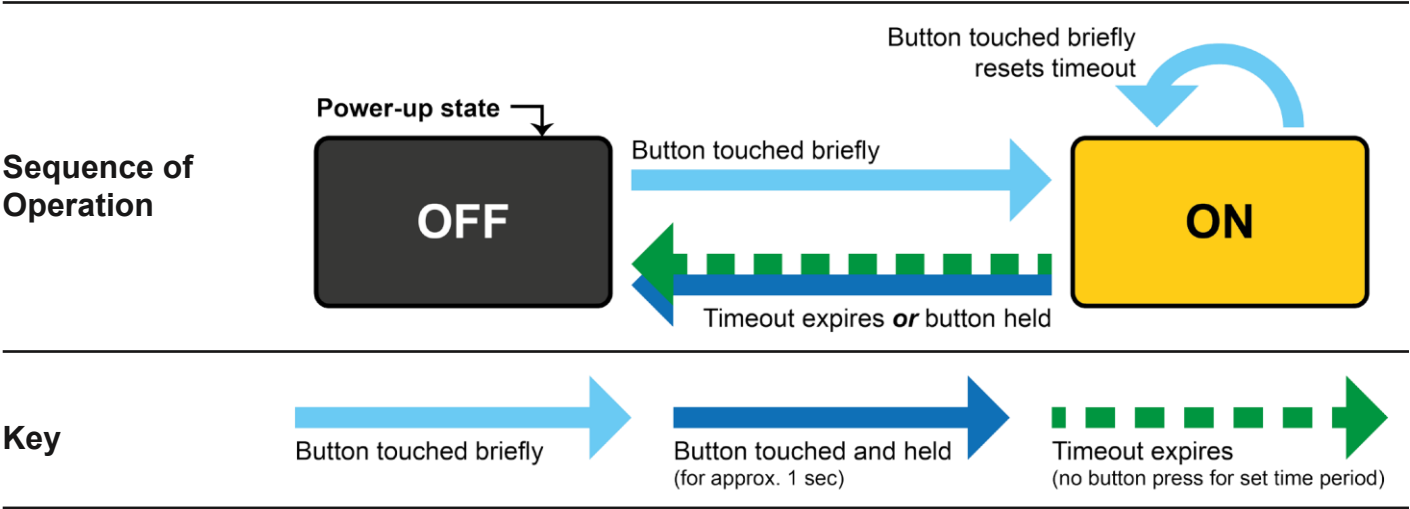 Button touched briefly
resets timeout
Power-up state
Sequence of
Operation
OFF
Button touched briefly
ON
Timeout expires or button held
Key
Button touched briefly
Button touched and held
(for approx. 1 sec)
Timeout expires
(no button press for set time period)